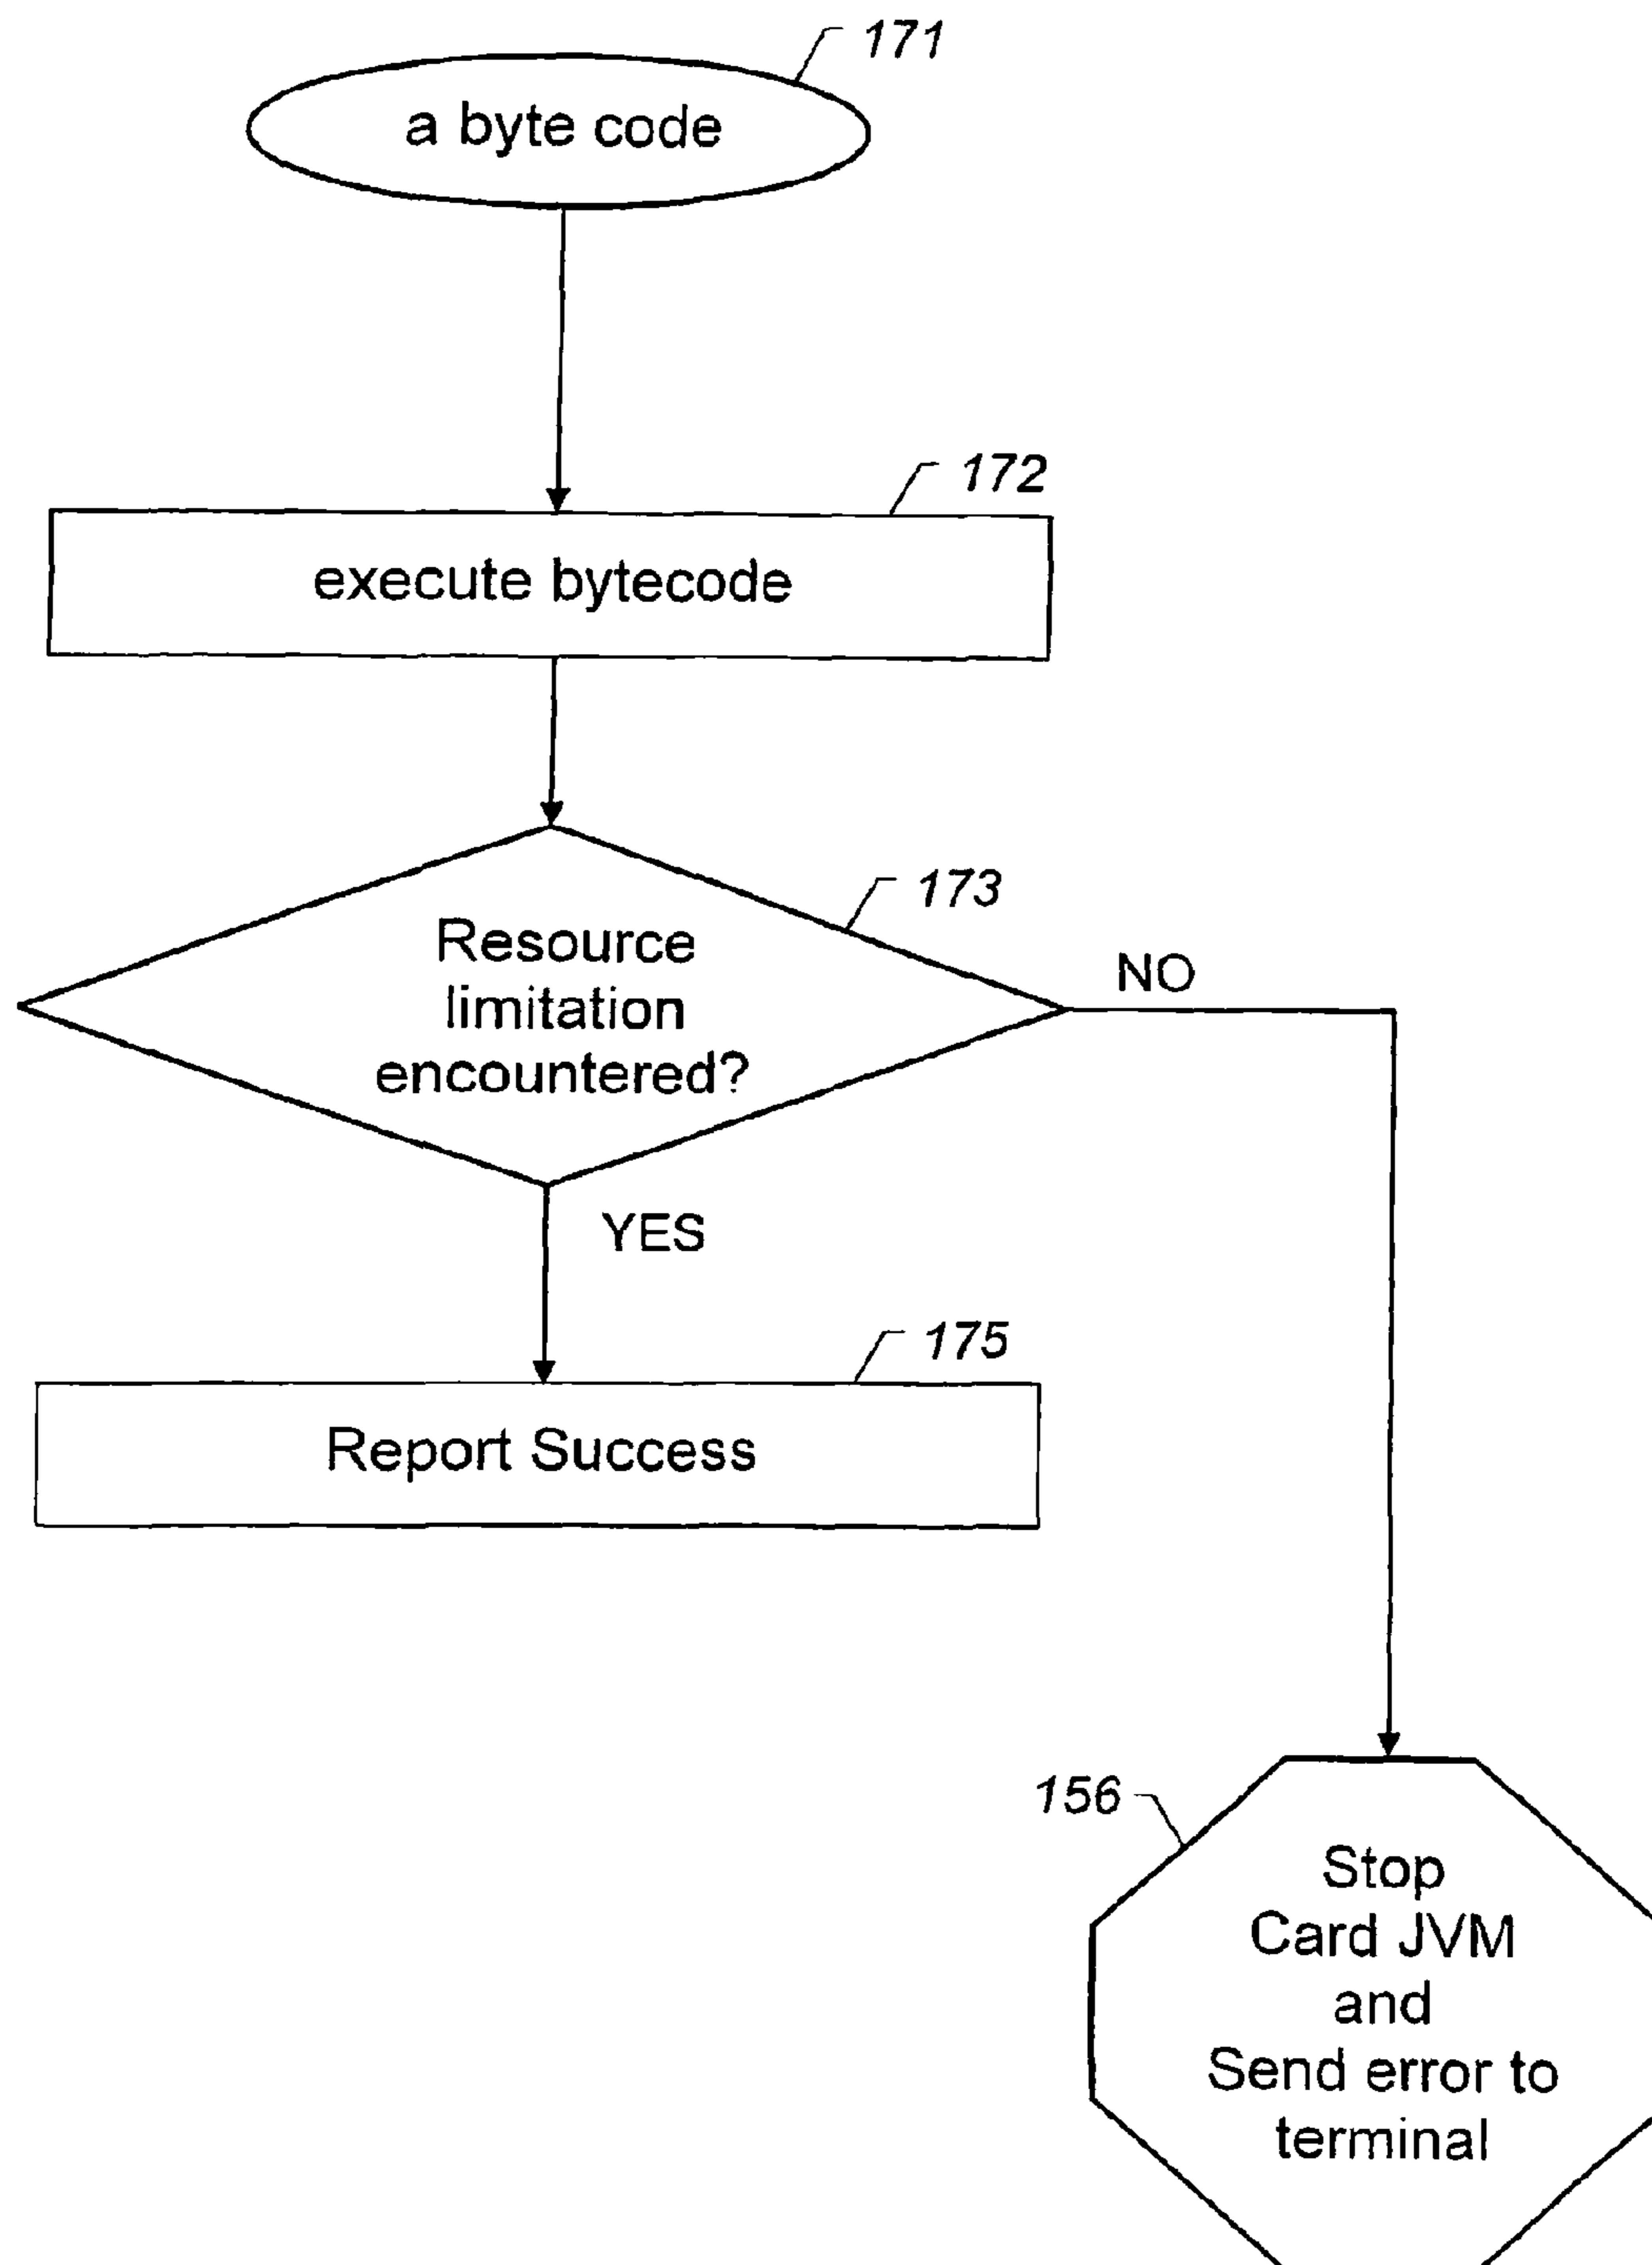 171
a byte code
172
execute bytecode
173
Resource
limitation
encountered?
NO
YES
175
Report Success
156
Stop
Card JVM
and
Send error to
terminal